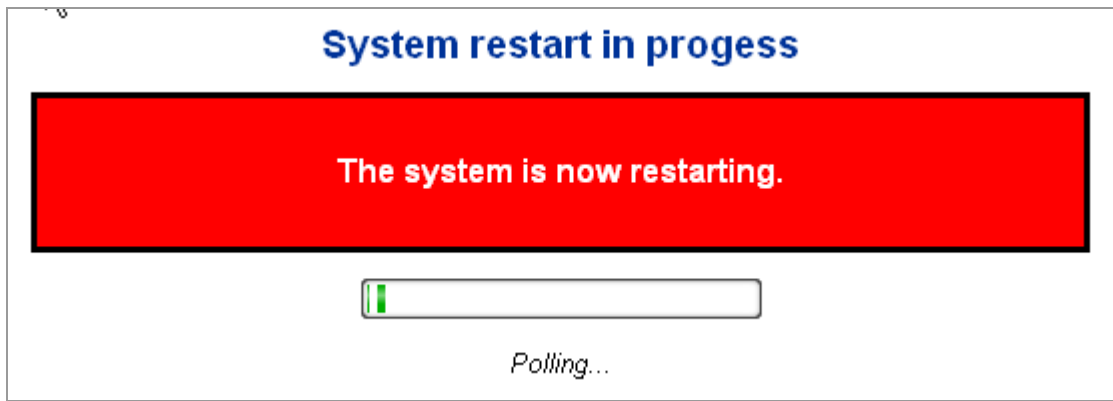 System restart in progess
The system is now restarting.
Polling...